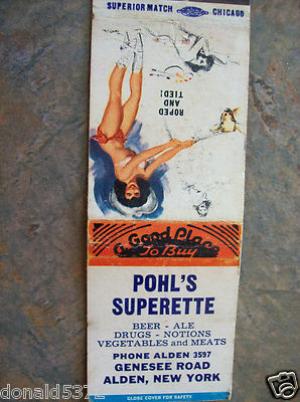 SUPERIOR MATCH CHICAGO
ROPED
AND
TIED!
A Good Place
To Buy
POHL'S
SUPERETTE
BEER - ALE
DRUGS - NOTIONS
VEGETABLES and MEATS
PHONE ALDEN 3597
GENESEE ROAD
ALDEN, NEW YORK
CLOSE COVER FOR SAFETY
donald5372